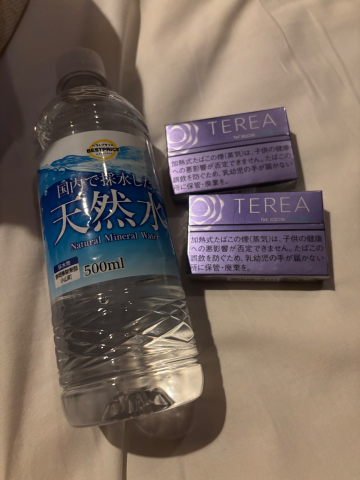 BESTPRICE
国内で採水した
天然水
Natural Mineral Water
500ml
TEREA
for IQOS
加熱式たばこの煙(蒸気)は、子供の健康
への悪影響が否定できません。たばこの
誤飲を防ぐため、乳幼児の手が届かない
所に保管・廃棄を。
TEREA
for IQOS
加熱式たばこの煙(蒸気)は、子供の健康
への悪影響が否定できません。たばこの
誤飲を防ぐため、乳幼児の手が届かない
所に保管・廃棄を。